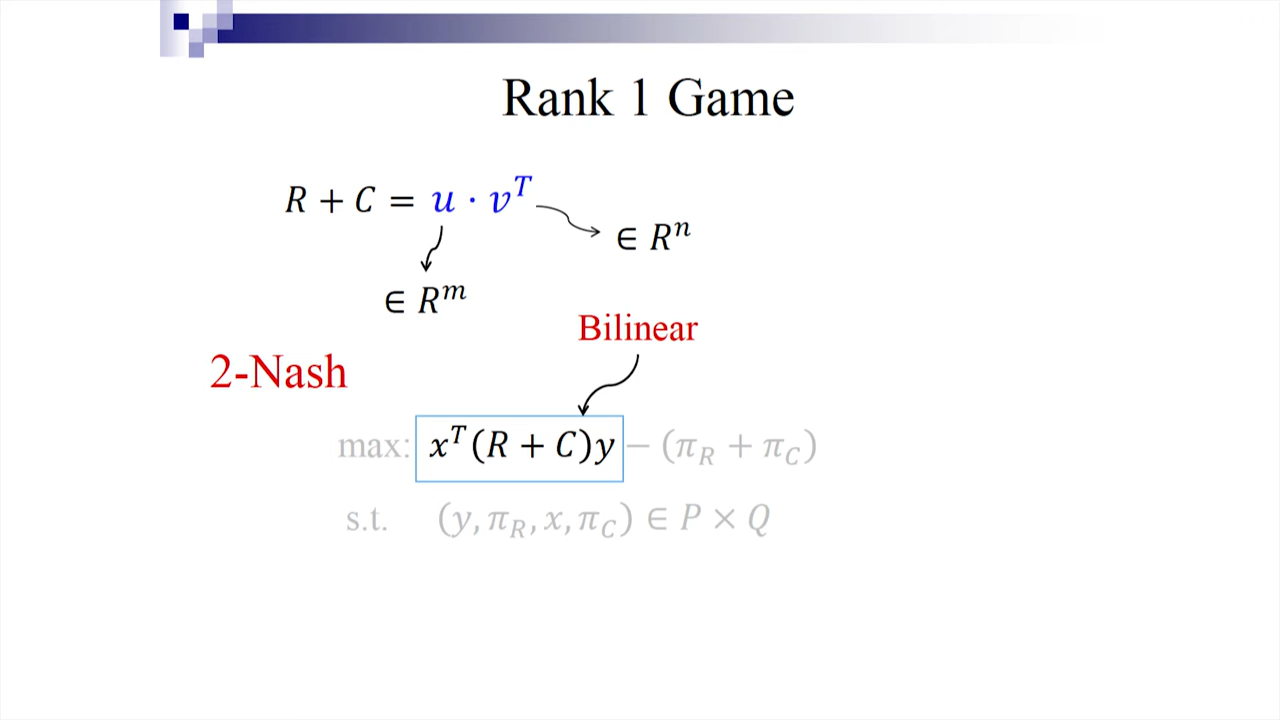 Rank 1 Game
R + C = u · v^T
∈ R^n
∈ R^m
Bilinear
2-Nash
max: x^T(R + C)y − (π_R + π_C)
s.t. (y, π_R, x, π_C) ∈ P × Q